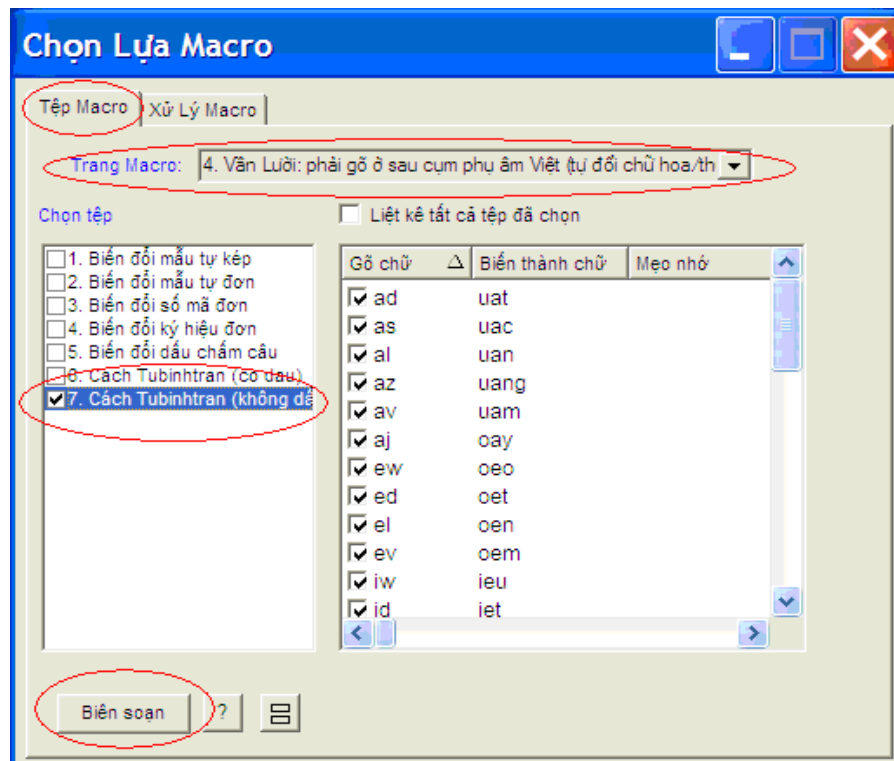 Chọn Lựa Macro
Tệp Macro Xử Lý Macro
Trang Macro: 4. Vần Lười: phải gõ ở sau cụm phụ âm Việt (tự đổi chữ hoa/th
Chọn tệp Liệt kê tất cả tệp đã chọn
1. Biến đổi mẫu tự kép
2. Biến đổi mẫu tự đơn
3. Biến đổi số mã đơn
4. Biến đổi ký hiệu đơn
5. Biến đổi dấu chấm câu
6. Cách Tubinhtran (có dấu)
7. Cách Tubinhtran (không dấ
Gõ chữ Biến thành chữ Mẹo nhớ
ad uat
as uac
al uan
az uang
av uam
aj oay
ew oeo
ed oet
el oen
ev oem
iw ieu
id iet
Biên soạn ?